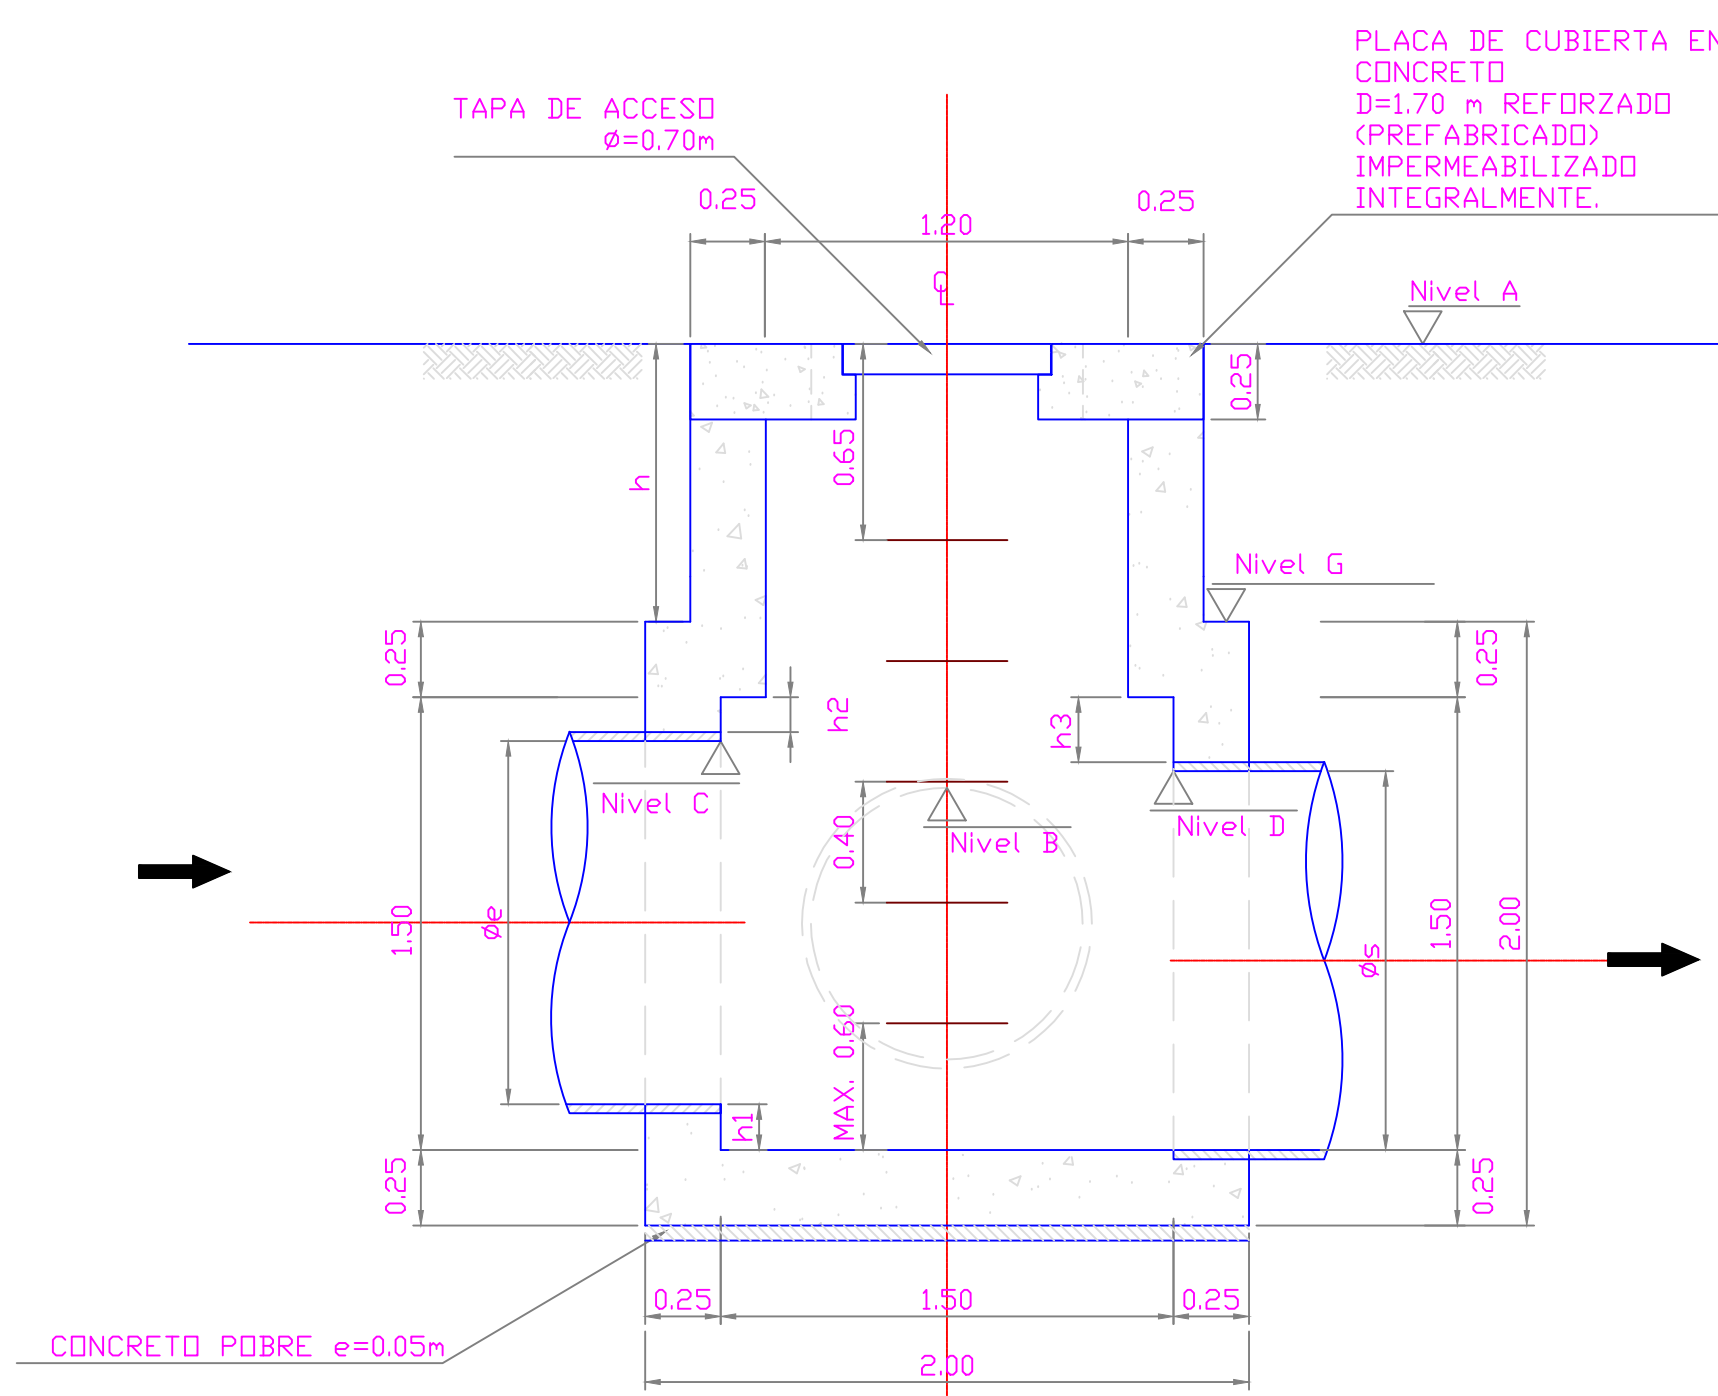 PLACA DE CUBIERTA EN
CONCRETO
D=1.70 m REFORZADO
(PREFABRICADO)
IMPERMEABILIZADO
INTEGRALMENTE.
TAPA DE ACCESO
Ø=0.70m
0.25
1.20
0.25
Nivel A
0.25
h
0.65
Nivel G
0.25
h2
h3
0.25
Nivel C
Nivel B
Nivel D
0.40
1.50
øe
øs
1.50
2.00
MAX. 0.60
h1
0.25
0.25
0.25
1.50
0.25
CONCRETO POBRE e=0.05m
2.00